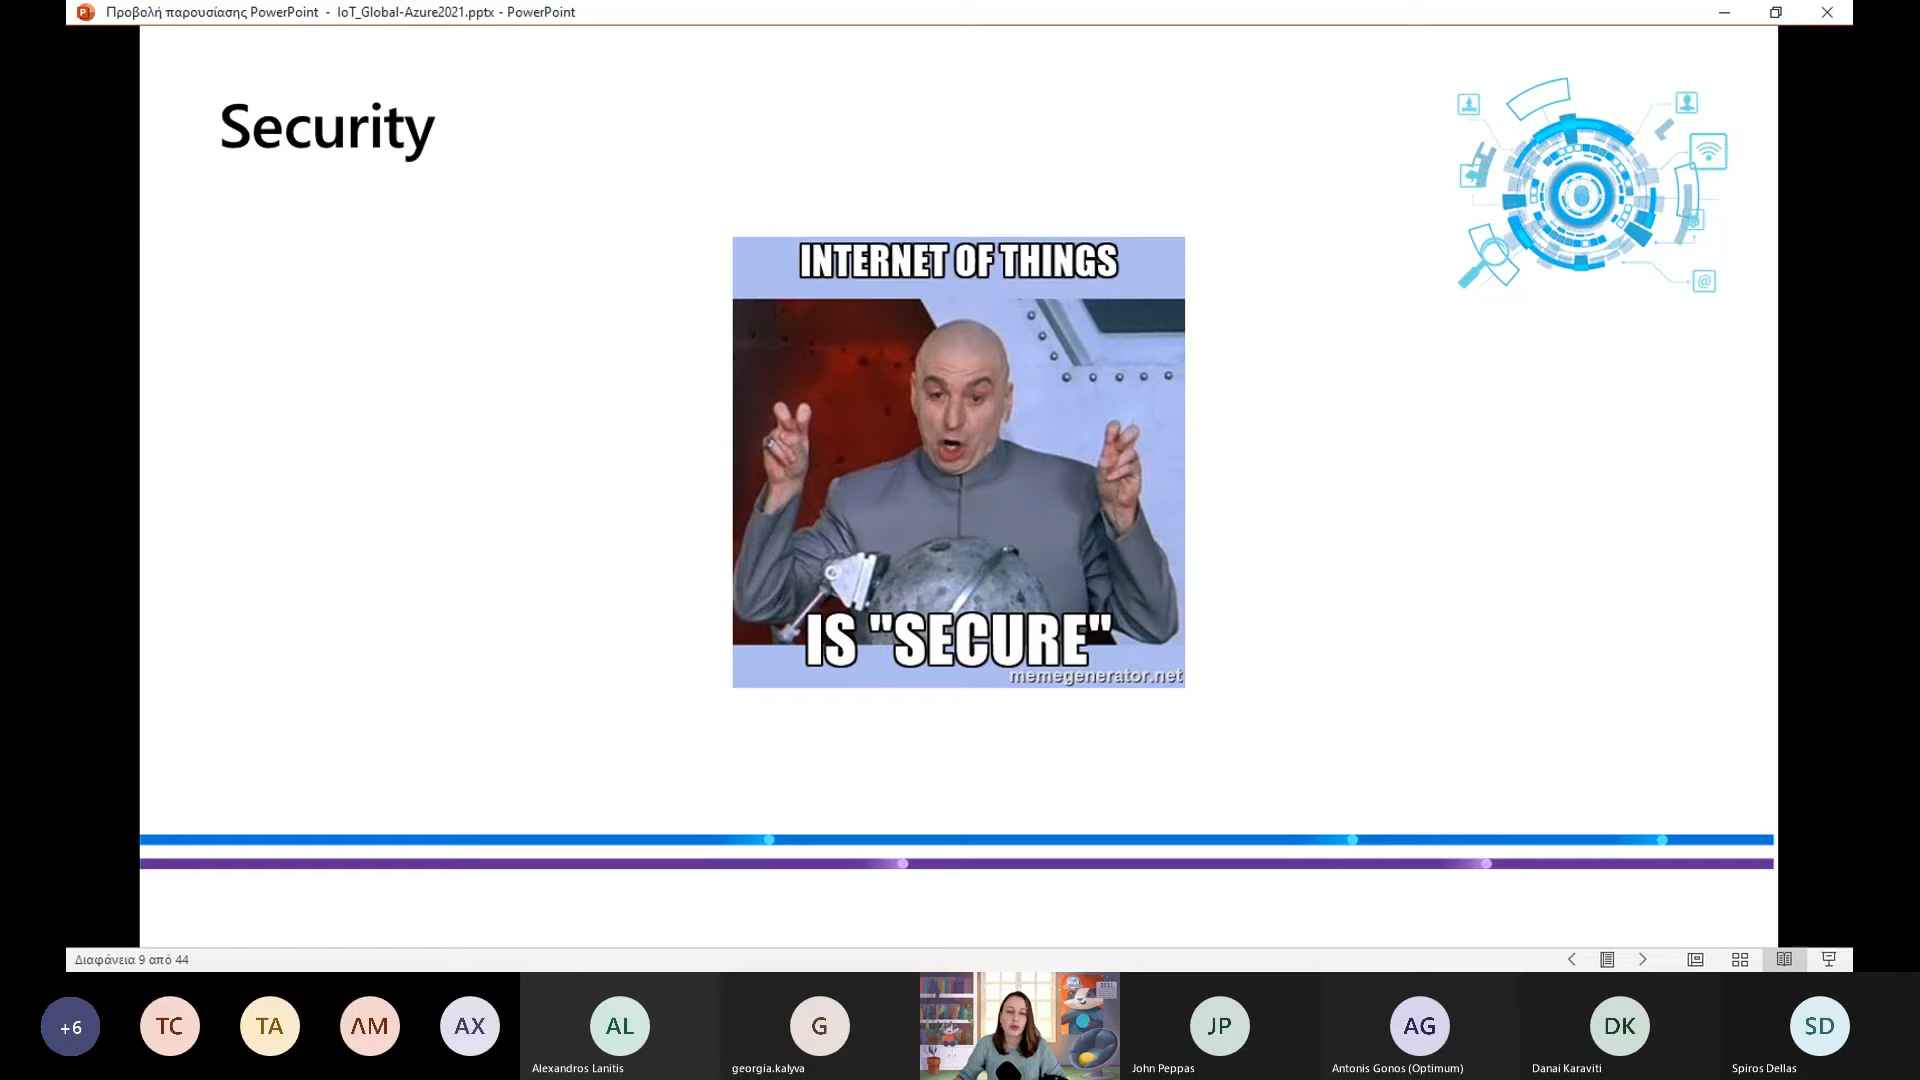 Προβολή παρουσίασης PowerPoint - IoT_Global-Azure2021.pptx - PowerPoint
Security
INTERNET OF THINGS
IS "SECURE"
memegenerator.net
Διαφάνεια 9 από 44
+6
TC
TA
ΛΜ
AX
AL
G
JP
AG
DK
SD
Alexandros Lanitis
georgia.kalyva
John Peppas
Antonis Gonos (Optimum)
Danai Karaviti
Spiros Dellas